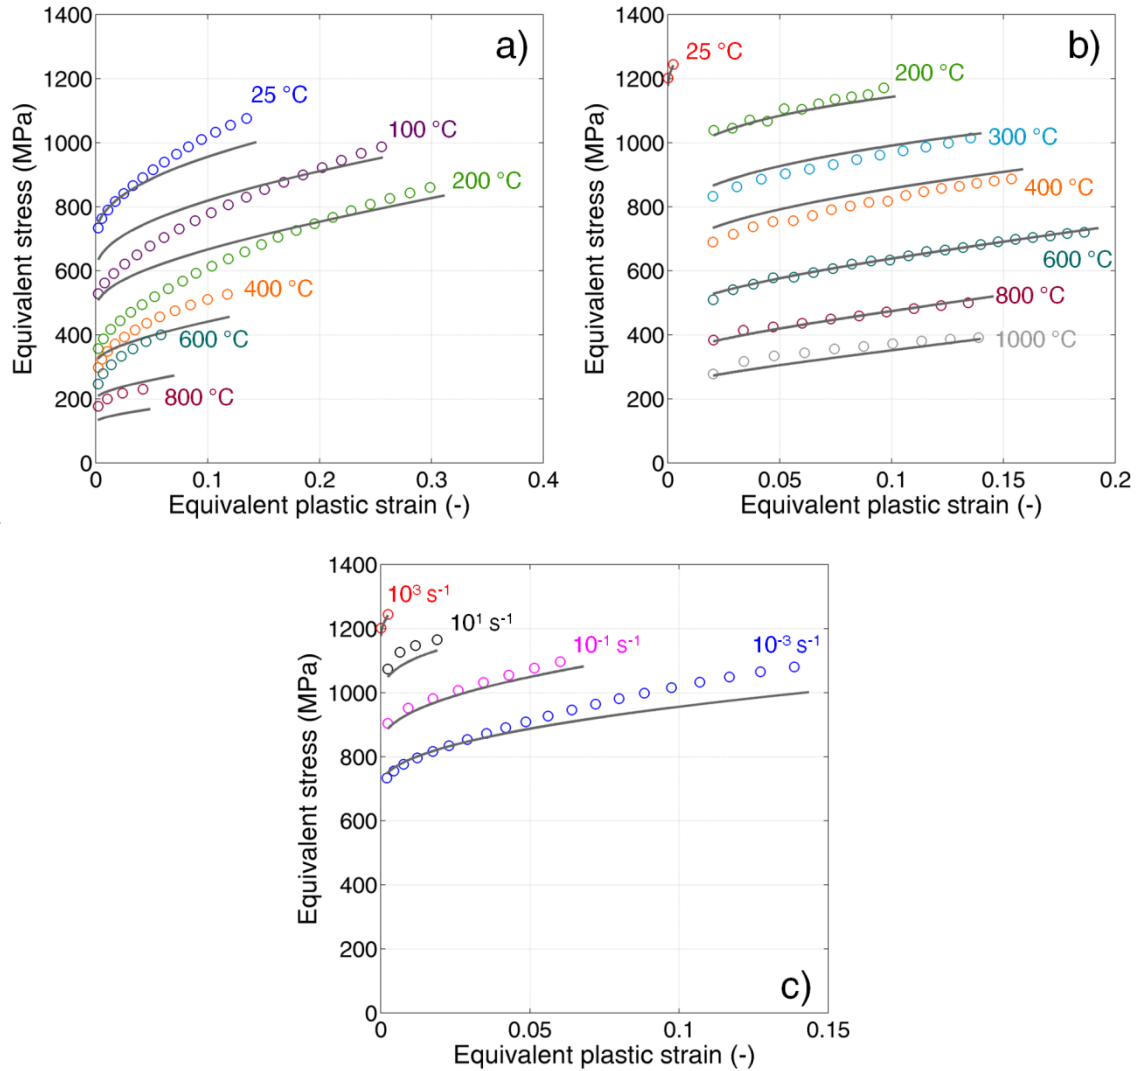 a)
1400
1200
1000
800
600
400
200
0
Equivalent stress (MPa)
25 °C
100 °C
200 °C
400 °C
600 °C
800 °C
0 0.1 0.2 0.3 0.4
Equivalent plastic strain (-)
b)
1400
1200
1000
800
600
400
200
0
Equivalent stress (MPa)
25 °C
200 °C
300 °C
400 °C
600 °C
800 °C
1000 °C
0 0.05 0.1 0.15 0.2
Equivalent plastic strain (-)
1400
1200
1000
800
600
400
200
0
Equivalent stress (MPa)
10³ s⁻¹
10¹ s⁻¹
10⁻¹ s⁻¹
10⁻³ s⁻¹
c)
0 0.05 0.1 0.15
Equivalent plastic strain (-)